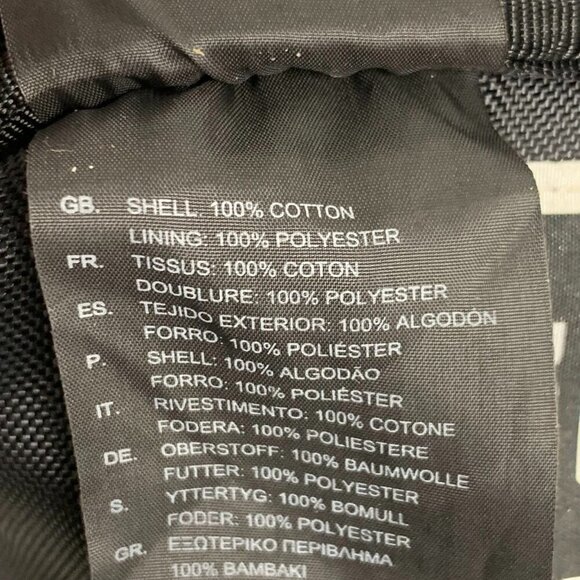 GB. SHELL: 100% COTTON
LINING: 100% POLYESTER
FR. TISSUS: 100% COTON
DOUBLURE: 100% POLYESTER
ES. TEJIDO EXTERIOR: 100% ALGODÓN
FORRO: 100% POLIÉSTER
P. SHELL: 100% ALGODÃO
FORRO: 100% POLIÉSTER
IT. RIVESTIMENTO: 100% COTONE
FODERA: 100% POLIESTERE
DE. OBERSTOFF: 100% BAUMWOLLE
FUTTER: 100% POLYESTER
S. YTTERTYG: 100% BOMULL
FODER: 100% POLYESTER
GR. ΕΞΩΤΕΡΙΚΟ ΠΕΡΙΒΛΗΜΑ
100% ΒΑΜΒΑΚΙ